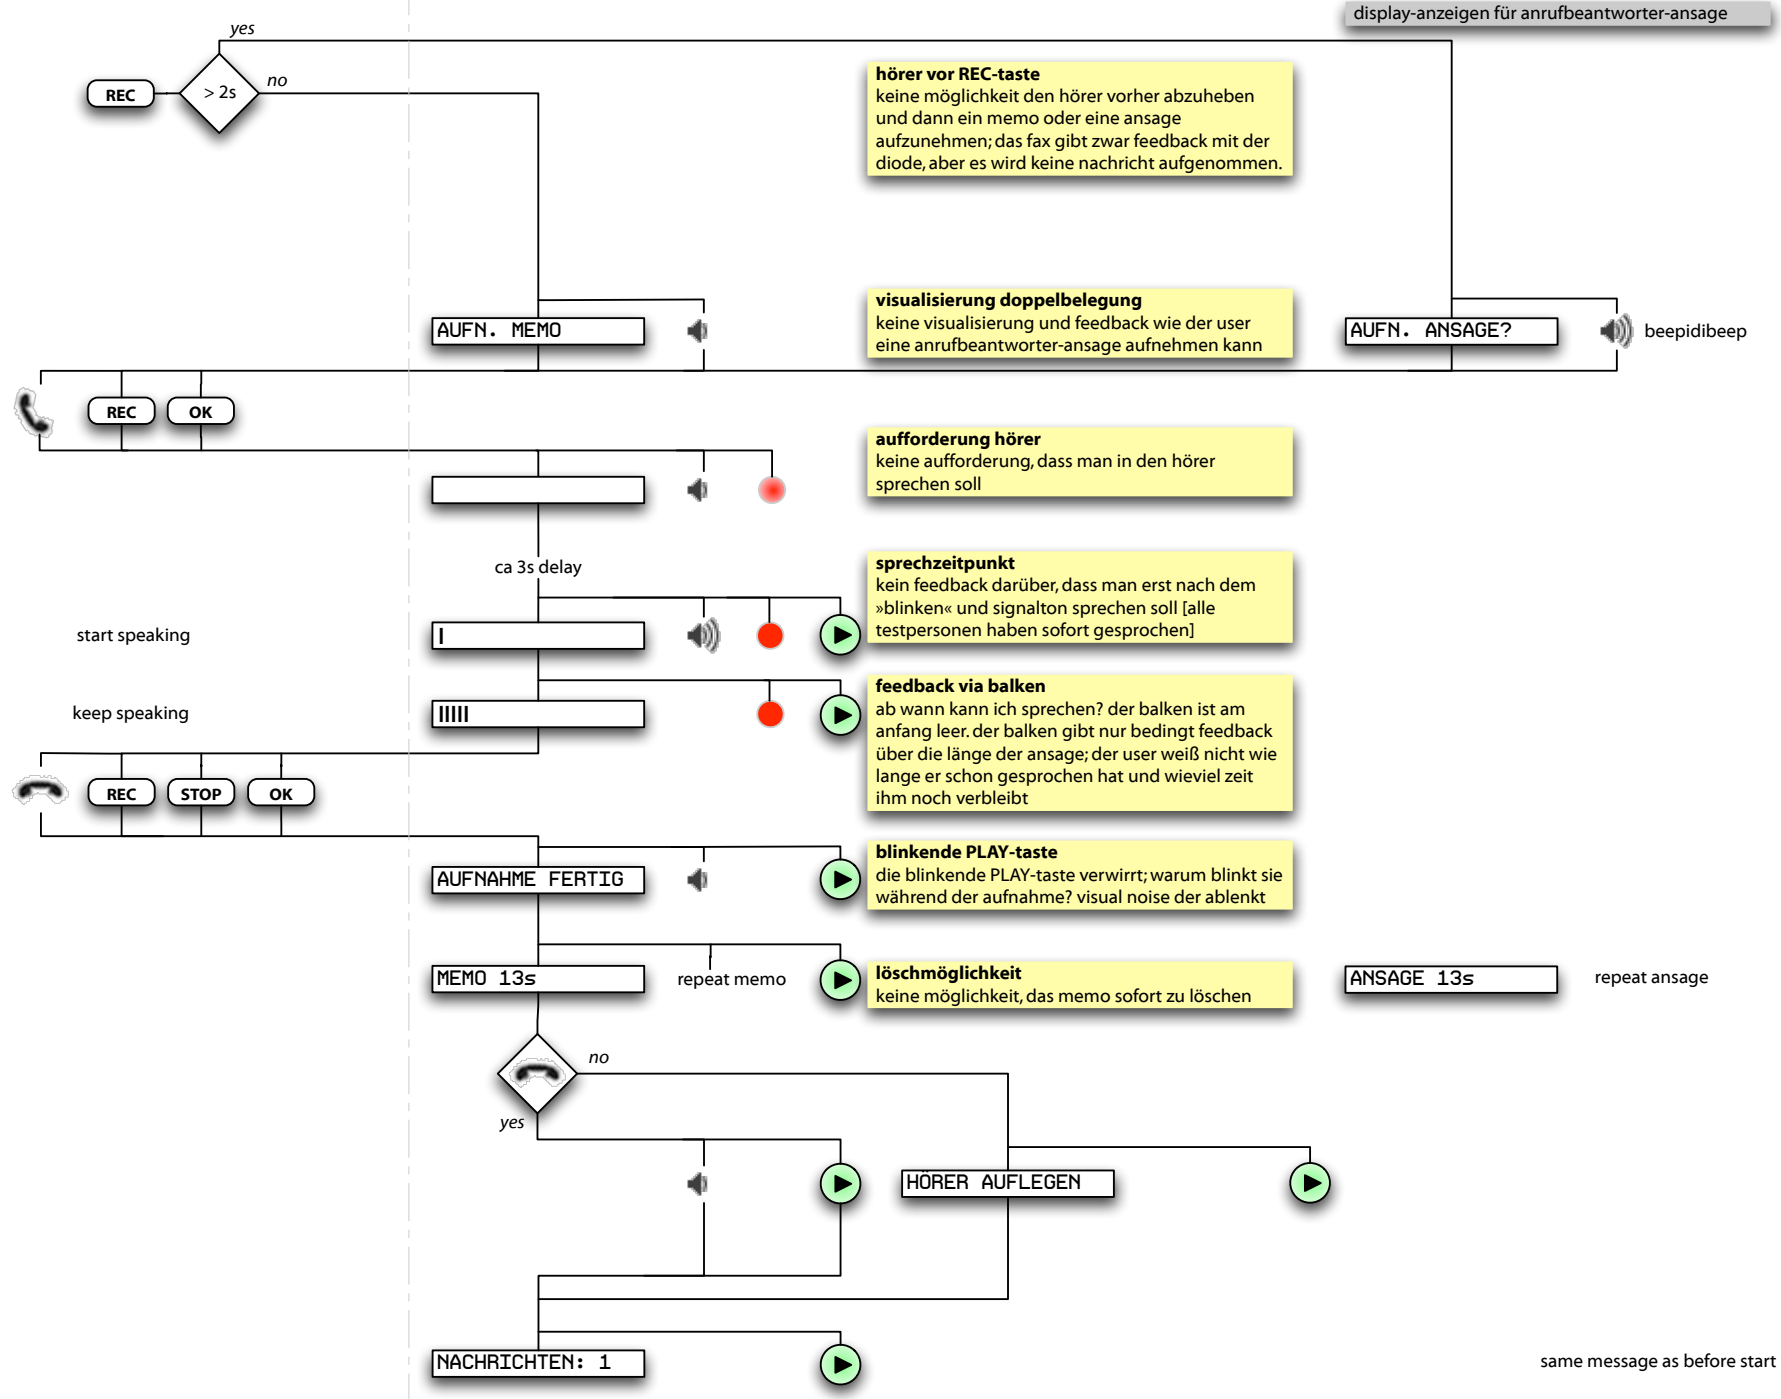 display-anzeigen für anrufbeantworter-ansage
yes
REC
> 2s
no
hörer vor REC-taste
keine möglichkeit den hörer vorher abzuheben
und dann ein memo oder eine ansage
aufzunehmen; das fax gibt zwar feedback mit der
diode, aber es wird keine nachricht aufgenommen.
AUFN. MEMO
visualisierung doppelbelegung
keine visualisierung und feedback wie der user
eine anrufbeantworter-ansage aufnehmen kann
AUFN. ANSAGE?
beepidibeep
REC
OK
aufforderung hörer
keine aufforderung, dass man in den hörer
sprechen soll
ca 3s delay
sprechzeitpunkt
kein feedback darüber, dass man erst nach dem
»blinken« und signalton sprechen soll [alle
testpersonen haben sofort gesprochen]
start speaking
I
feedback via balken
ab wann kann ich sprechen? der balken ist am
anfang leer. der balken gibt nur bedingt feedback
über die länge der ansage; der user weiß nicht wie
lange er schon gesprochen hat und wieviel zeit
ihm noch verbleibt
keep speaking
IIIII
REC
STOP
OK
blinkende PLAY-taste
die blinkende PLAY-taste verwirrt; warum blinkt sie
während der aufnahme? visual noise der ablenkt
AUFNAHME FERTIG
MEMO 13s
repeat memo
löschmöglichkeit
keine möglichkeit, das memo sofort zu löschen
ANSAGE 13s
repeat ansage
no
yes
HÖRER AUFLEGEN
NACHRICHTEN: 1
same message as before start